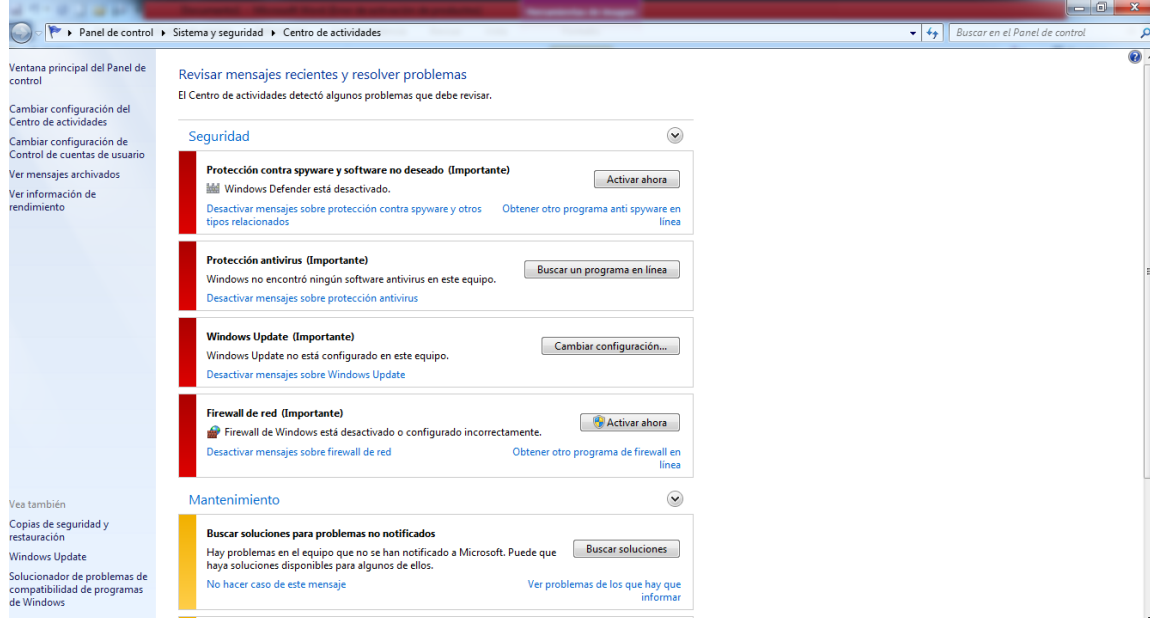 Panel de control ▸ Sistema y seguridad ▸ Centro de actividades
Buscar en el Panel de control
Ventana principal del Panel de
control
Cambiar configuración del
Centro de actividades
Cambiar configuración de
Control de cuentas de usuario
Ver mensajes archivados
Ver información de
rendimiento
Vea también
Copias de seguridad y
restauración
Windows Update
Solucionador de problemas de
compatibilidad de programas
de Windows
Revisar mensajes recientes y resolver problemas
El Centro de actividades detectó algunos problemas que debe revisar.
Seguridad
Protección contra spyware y software no deseado (Importante)
Windows Defender está desactivado.
Activar ahora
Desactivar mensajes sobre protección contra spyware y otros
tipos relacionados
Obtener otro programa anti spyware en
línea
Protección antivirus (Importante)
Windows no encontró ningún software antivirus en este equipo.
Buscar un programa en línea
Desactivar mensajes sobre protección antivirus
Windows Update (Importante)
Windows Update no está configurado en este equipo.
Cambiar configuración...
Desactivar mensajes sobre Windows Update
Firewall de red (Importante)
Firewall de Windows está desactivado o configurado incorrectamente.
Activar ahora
Desactivar mensajes sobre firewall de red
Obtener otro programa de firewall en
línea
Mantenimiento
Buscar soluciones para problemas no notificados
Hay problemas en el equipo que no se han notificado a Microsoft. Puede que
haya soluciones disponibles para algunos de ellos.
Buscar soluciones
No hacer caso de este mensaje
Ver problemas de los que hay que
informar